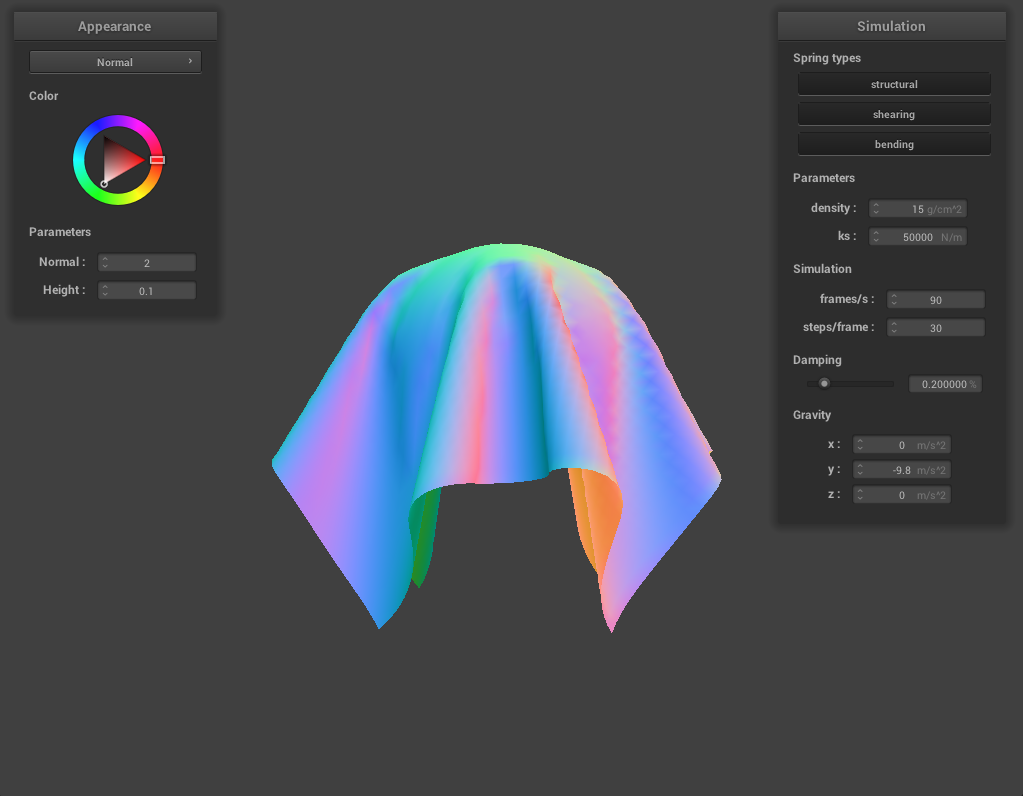 Appearance
Normal
Color
Parameters
Normal : 2
Height : 0.1
Simulation
Spring types
structural
shearing
bending
Parameters
density : 15 g/cm^2
ks : 50000 N/m
Simulation
frames/s : 90
steps/frame : 30
Damping
0.200000 %
Gravity
x : 0 m/s^2
y : -9.8 m/s^2
z : 0 m/s^2